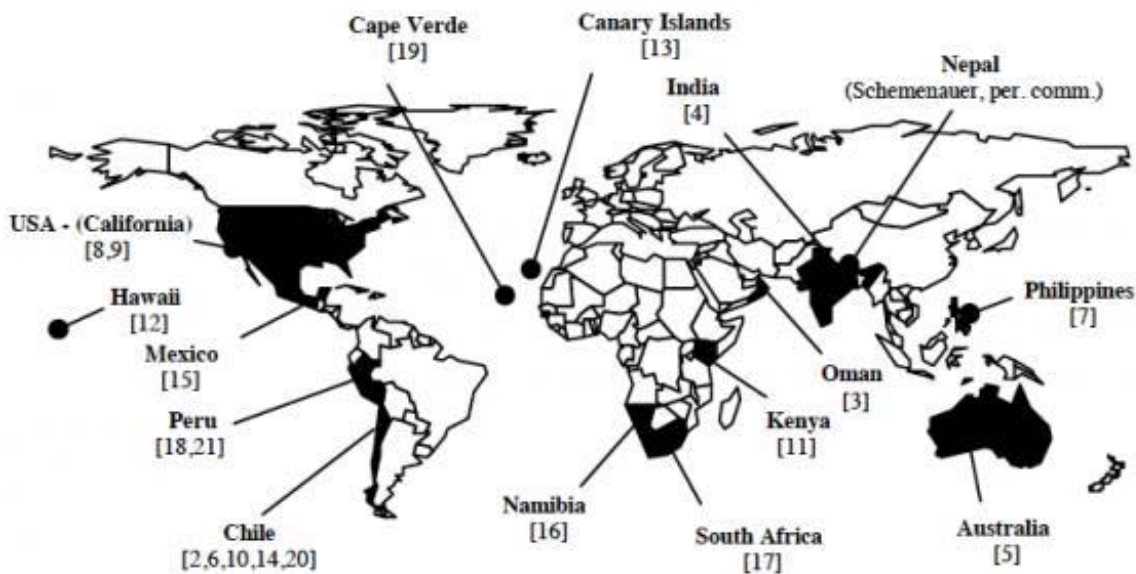 Cape Verde
[19]
Canary Islands
[13]
India
[4]
Nepal
(Schemenauer, per. comm.)
USA - (California)
[8,9]
Hawaii
[12]
Mexico
[15]
Peru
[18,21]
Chile
[2,6,10,14,20]
Namibia
[16]
South Africa
[17]
Kenya
[11]
Oman
[3]
Philippines
[7]
Australia
[5]